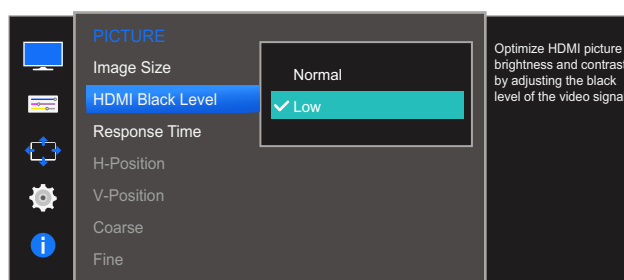 PICTURE
Image Size
HDMI Black Level
Response Time
H-Position
V-Position
Coarse
Fine
Normal
Low
Optimize HDMI picture
brightness and contrast
by adjusting the black
level of the video signal